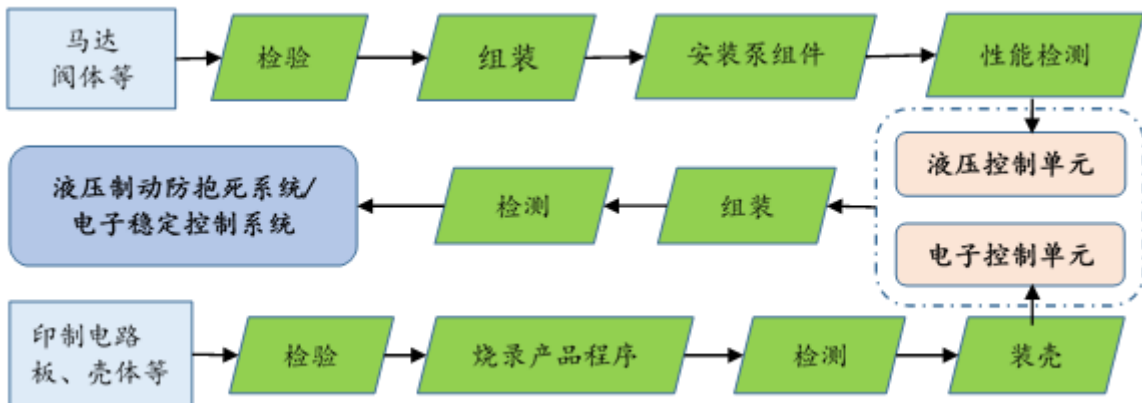 马达
阀体等
检验
组装
安装泵组件
性能检测
液压控制单元
液压制动防抱死系统/
电子稳定控制系统
检测
组装
电子控制单元
印制电路
板、壳体等
检验
烧录产品程序
检测
装壳